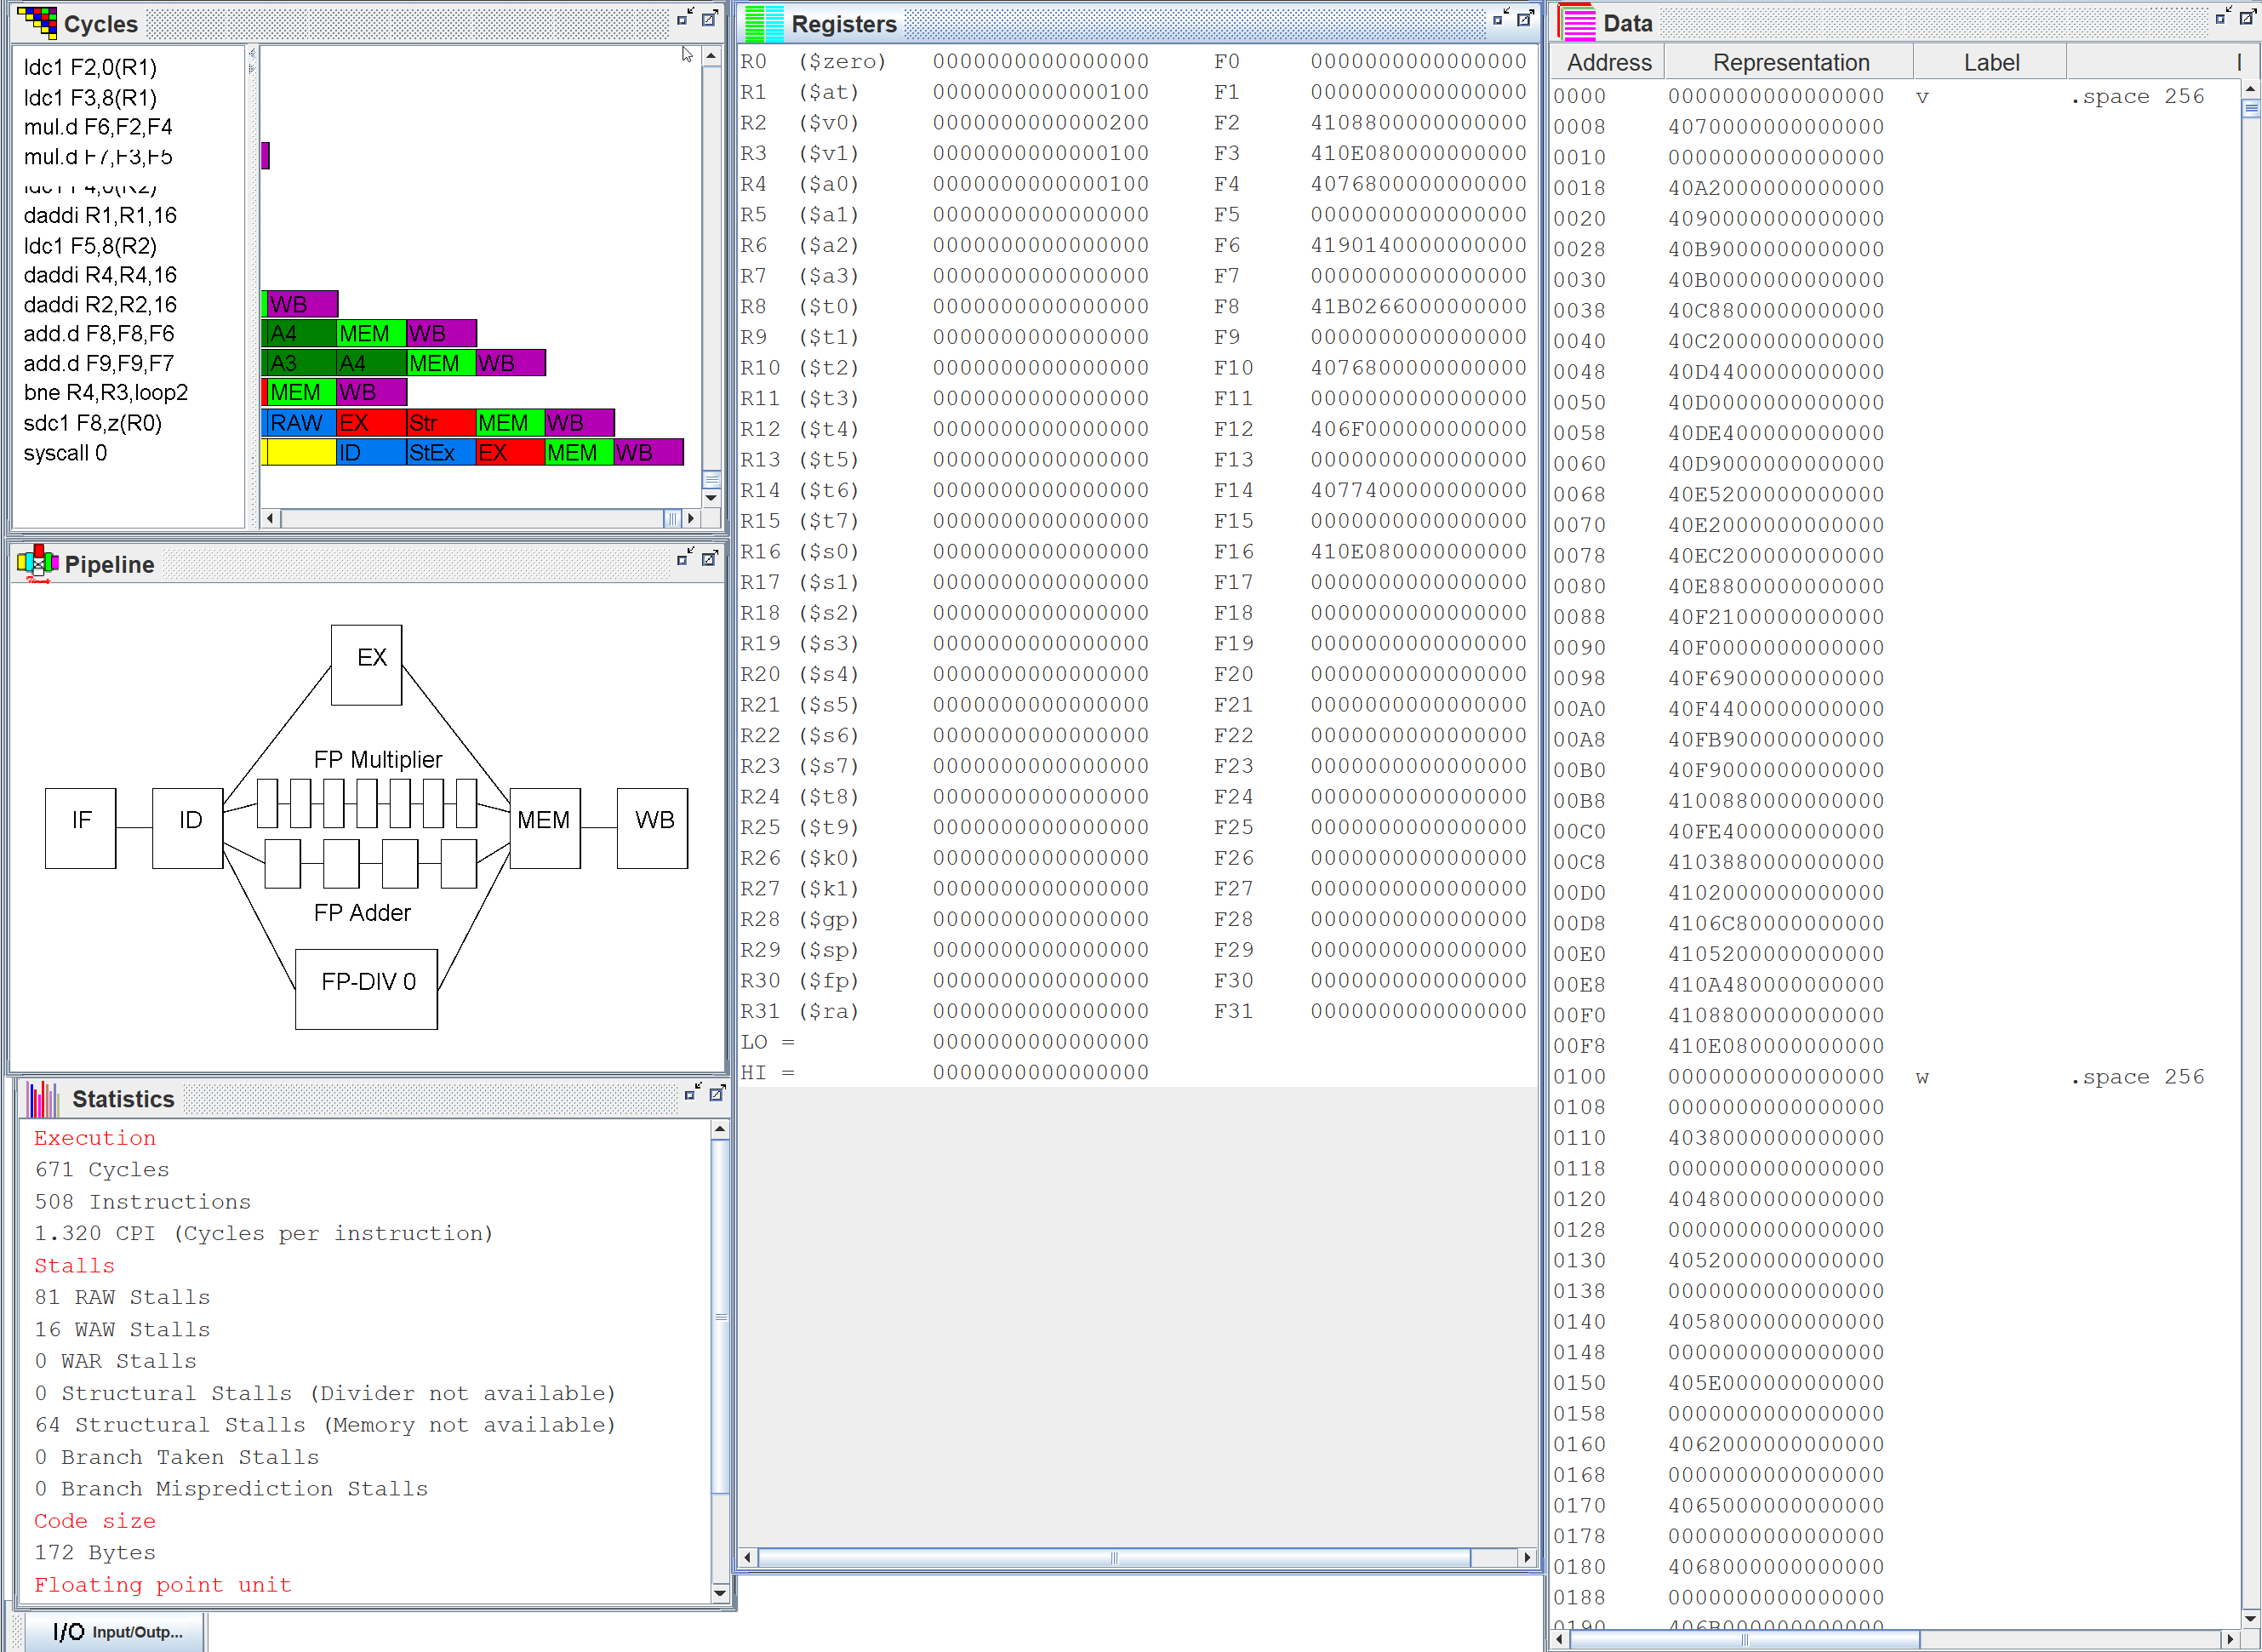 Cycles
ldc1 F2,0(R1)
ldc1 F3,8(R1)
mul.d F6,F2,F4
mul.d F7,F3,F5
ldc1 F4,0(R2)
daddi R1,R1,16
ldc1 F5,8(R2)
daddi R4,R4,16
daddi R2,R2,16 WB
add.d F8,F8,F6 A4 MEM WB
add.d F9,F9,F7 A3 A4 MEM WB
bne R4,R3,loop2 MEM WB
sdc1 F8,z(R0) RAW EX Str MEM WB
syscall 0 ID StEx EX MEM WB
Pipeline
EX
FP Multiplier
IF ID MEM WB
FP Adder
FP-DIV 0
Statistics
Execution
671 Cycles
508 Instructions
1.320 CPI (Cycles per instruction)
Stalls
81 RAW Stalls
16 WAW Stalls
0 WAR Stalls
0 Structural Stalls (Divider not available)
64 Structural Stalls (Memory not available)
0 Branch Taken Stalls
0 Branch Misprediction Stalls
Code size
172 Bytes
Floating point unit
I/O Input/Outp...
Registers
R0 ($zero) 0000000000000000 F0 0000000000000000
R1 ($at) 0000000000000100 F1 0000000000000000
R2 ($v0) 0000000000000200 F2 4108800000000000
R3 ($v1) 0000000000000100 F3 410E080000000000
R4 ($a0) 0000000000000100 F4 4076800000000000
R5 ($a1) 0000000000000000 F5 0000000000000000
R6 ($a2) 0000000000000000 F6 4190140000000000
R7 ($a3) 0000000000000000 F7 0000000000000000
R8 ($t0) 0000000000000000 F8 41B0266000000000
R9 ($t1) 0000000000000000 F9 0000000000000000
R10 ($t2) 0000000000000000 F10 4076800000000000
R11 ($t3) 0000000000000000 F11 0000000000000000
R12 ($t4) 0000000000000000 F12 406F000000000000
R13 ($t5) 0000000000000000 F13 0000000000000000
R14 ($t6) 0000000000000000 F14 4077400000000000
R15 ($t7) 0000000000000000 F15 0000000000000000
R16 ($s0) 0000000000000000 F16 410E080000000000
R17 ($s1) 0000000000000000 F17 0000000000000000
R18 ($s2) 0000000000000000 F18 0000000000000000
R19 ($s3) 0000000000000000 F19 0000000000000000
R20 ($s4) 0000000000000000 F20 0000000000000000
R21 ($s5) 0000000000000000 F21 0000000000000000
R22 ($s6) 0000000000000000 F22 0000000000000000
R23 ($s7) 0000000000000000 F23 0000000000000000
R24 ($t8) 0000000000000000 F24 0000000000000000
R25 ($t9) 0000000000000000 F25 0000000000000000
R26 ($k0) 0000000000000000 F26 0000000000000000
R27 ($k1) 0000000000000000 F27 0000000000000000
R28 ($gp) 0000000000000000 F28 0000000000000000
R29 ($sp) 0000000000000000 F29 0000000000000000
R30 ($fp) 0000000000000000 F30 0000000000000000
R31 ($ra) 0000000000000000 F31 0000000000000000
LO = 0000000000000000
HI = 0000000000000000
Data
Address Representation Label
0000 0000000000000000 v .space 256
0008 4070000000000000
0010 0000000000000000
0018 40A2000000000000
0020 4090000000000000
0028 40B9000000000000
0030 40B0000000000000
0038 40C8800000000000
0040 40C2000000000000
0048 40D4400000000000
0050 40D0000000000000
0058 40DE400000000000
0060 40D9000000000000
0068 40E5200000000000
0070 40E2000000000000
0078 40EC200000000000
0080 40E8800000000000
0088 40F2100000000000
0090 40F0000000000000
0098 40F6900000000000
00A0 40F4400000000000
00A8 40FB900000000000
00B0 40F9000000000000
00B8 4100880000000000
00C0 40FE400000000000
00C8 4103880000000000
00D0 4102000000000000
00D8 4106C80000000000
00E0 4105200000000000
00E8 410A480000000000
00F0 4108800000000000
00F8 410E080000000000
0100 0000000000000000 w .space 256
0108 0000000000000000
0110 4038000000000000
0118 0000000000000000
0120 4048000000000000
0128 0000000000000000
0130 4052000000000000
0138 0000000000000000
0140 4058000000000000
0148 0000000000000000
0150 405E000000000000
0158 0000000000000000
0160 4062000000000000
0168 0000000000000000
0170 4065000000000000
0178 0000000000000000
0180 4068000000000000
0188 0000000000000000
0190 406B000000000000